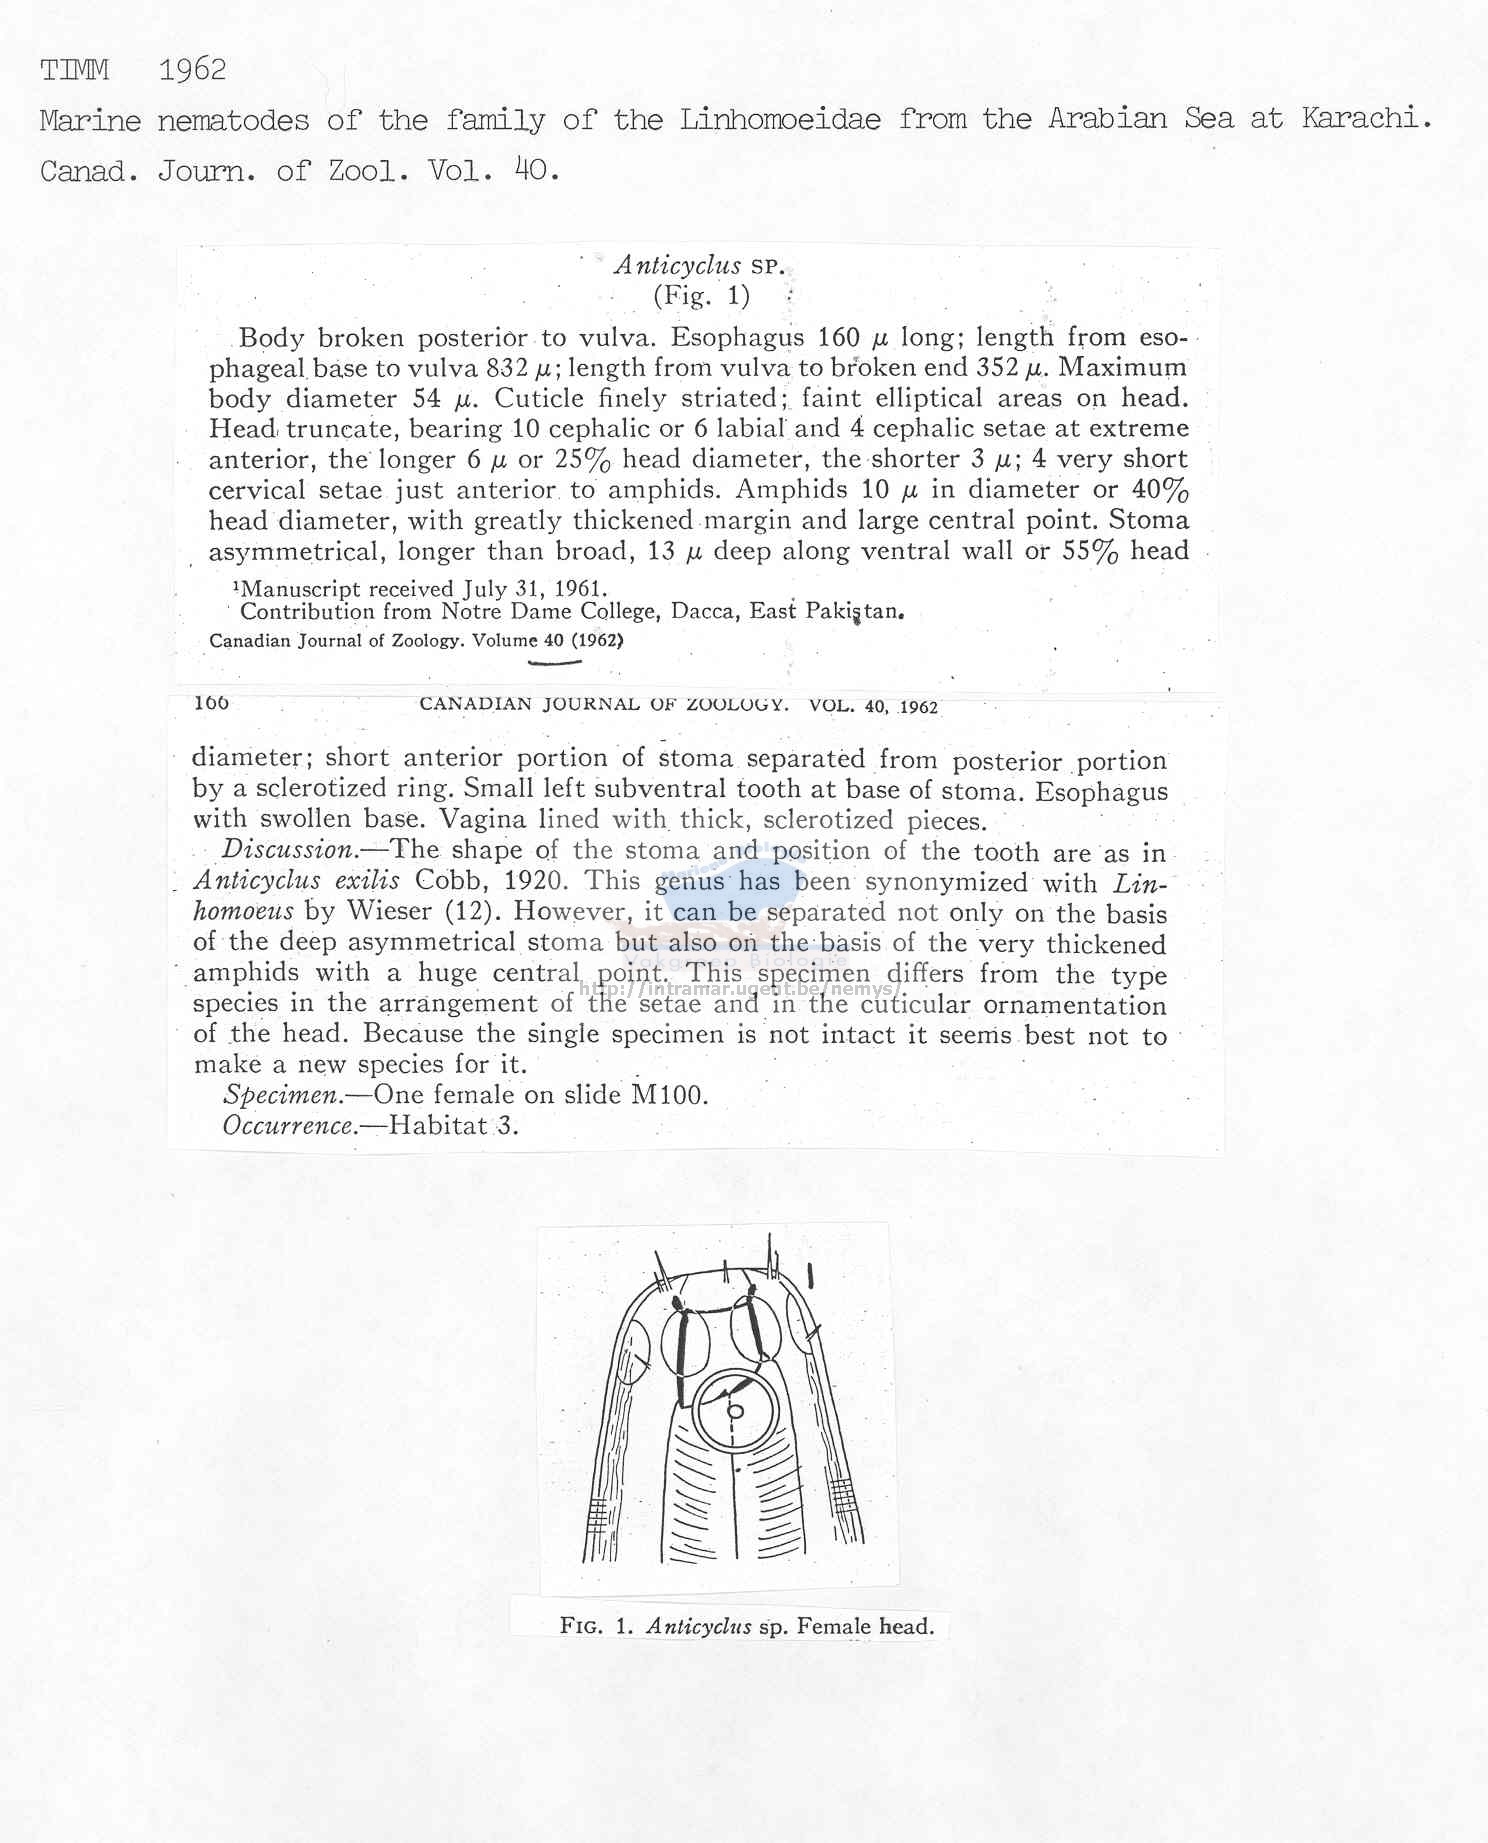 TIMM 1962
Marine nematodes of the family of the Linhomoeidae from the Arabian Sea at Karachi.
Canad. Journ. of Zool. Vol. 40.
Anticyclus SP.
(Fig. 1)
Body broken posterior to vulva. Esophagus 160 μ long; length from eso-
phageal base to vulva 832 μ; length from vulva to broken end 352 μ. Maximum
body diameter 54 μ. Cuticle finely striated; faint elliptical areas on head.
Head truncate, bearing 10 cephalic or 6 labial and 4 cephalic setae at extreme
anterior, the longer 6 μ or 25% head diameter, the shorter 3 μ; 4 very short
cervical setae just anterior to amphids. Amphids 10 μ in diameter or 40%
head diameter, with greatly thickened margin and large central point. Stoma
asymmetrical, longer than broad, 13 μ deep along ventral wall or 55% head
¹Manuscript received July 31, 1961.
Contribution from Notre Dame College, Dacca, East Pakistan.
Canadian Journal of Zoology. Volume 40 (1962)
166 CANADIAN JOURNAL OF ZOOLOGY. VOL. 40, 1962
diameter; short anterior portion of stoma separated from posterior portion
by a sclerotized ring. Small left subventral tooth at base of stoma. Esophagus
with swollen base. Vagina lined with thick, sclerotized pieces.
Discussion.—The shape of the stoma and position of the tooth are as in
Anticyclus exilis Cobb, 1920. This genus has been synonymized with Lin-
homoeus by Wieser (12). However, it can be separated not only on the basis
of the deep asymmetrical stoma but also on the basis of the very thickened
Vakgroep Biologie
amphids with a huge central point. This specimen differs from the type
http://intramar.ugent.be/nemys/
species in the arrangement of the setae and in the cuticular ornamentation
of the head. Because the single specimen is not intact it seems best not to
make a new species for it.
Specimen.—One female on slide M100.
Occurrence.—Habitat 3.
1
FIG. 1. Anticyclus sp. Female head.